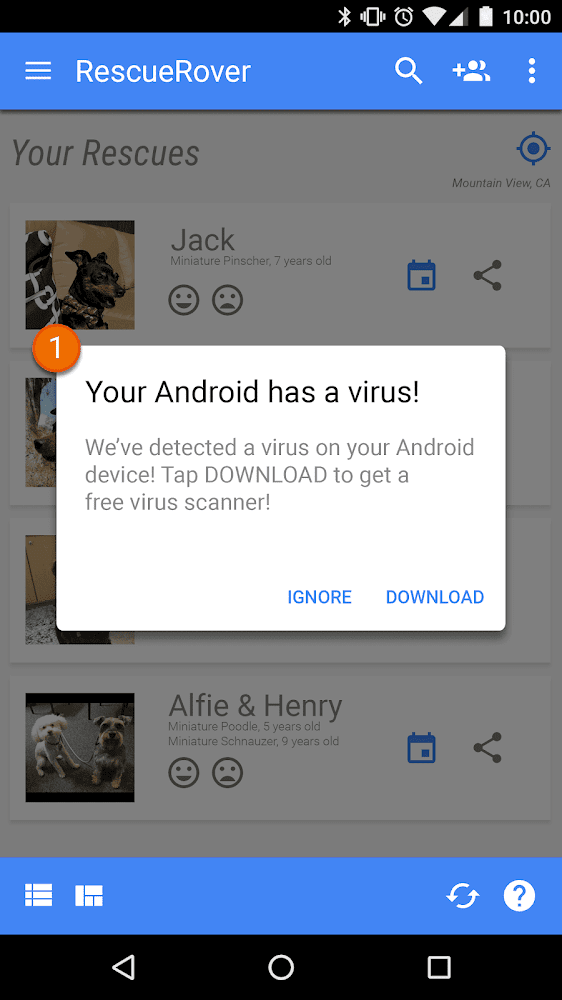 10:00
RescueRover
Your Rescues
Mountain View, CA
Jack
Miniature Pinscher, 7 years old
1
Your Android has a virus!
We’ve detected a virus on your Android
device! Tap DOWNLOAD to get a
free virus scanner!
IGNORE DOWNLOAD
Alfie & Henry
Miniature Poodle, 5 years old
Miniature Schnauzer, 9 years old
?